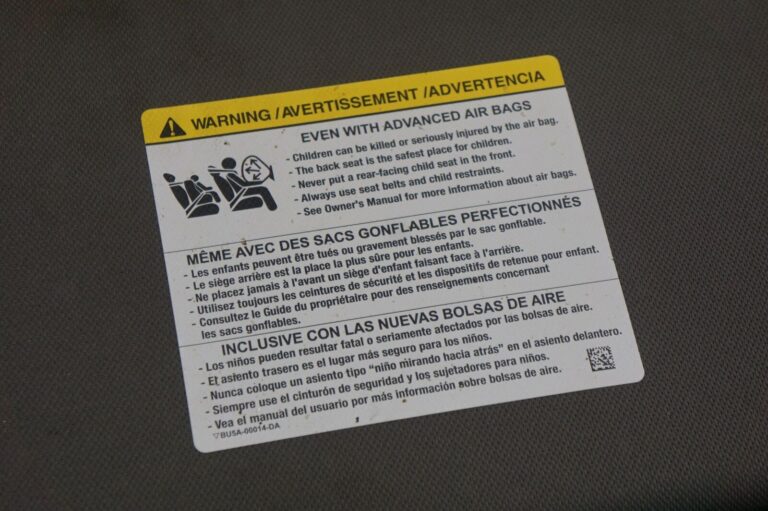 WARNING / AVERTISSEMENT / ADVERTENCIA
EVEN WITH ADVANCED AIR BAGS
- Children can be killed or seriously injured by the air bag.
- The back seat is the safest place for children.
- Never put a rear-facing child seat in the front.
- Always use seat belts and child restraints.
- See Owner's Manual for more information about air bags.
MÊME AVEC DES SACS GONFLABLES PERFECTIONNÉS
- Les enfants peuvent être tués ou gravement blessés par le sac gonflable.
- Le siège arrière est la place la plus sûre pour les enfants.
- Ne placez jamais à l'avant un siège d'enfant faisant face à l'arrière.
- Utilisez toujours les ceintures de sécurité et les dispositifs de retenue pour enfant.
- Consultez le Guide du propriétaire pour des renseignements concernant
les sacs gonflables.
INCLUSIVE CON LAS NUEVAS BOLSAS DE AIRE
- Los niños pueden resultar fatal o seriamente afectados por las bolsas de aire.
- El asiento trasero es el lugar más seguro para los niños.
- Nunca coloque un asiento tipo "niño mirando hacia atrás" en el asiento delantero.
- Siempre use el cinturón de seguridad y los sujetadores para niños.
- Vea el manual del usuario por más información sobre bolsas de aire.
BU5A-00014-DA